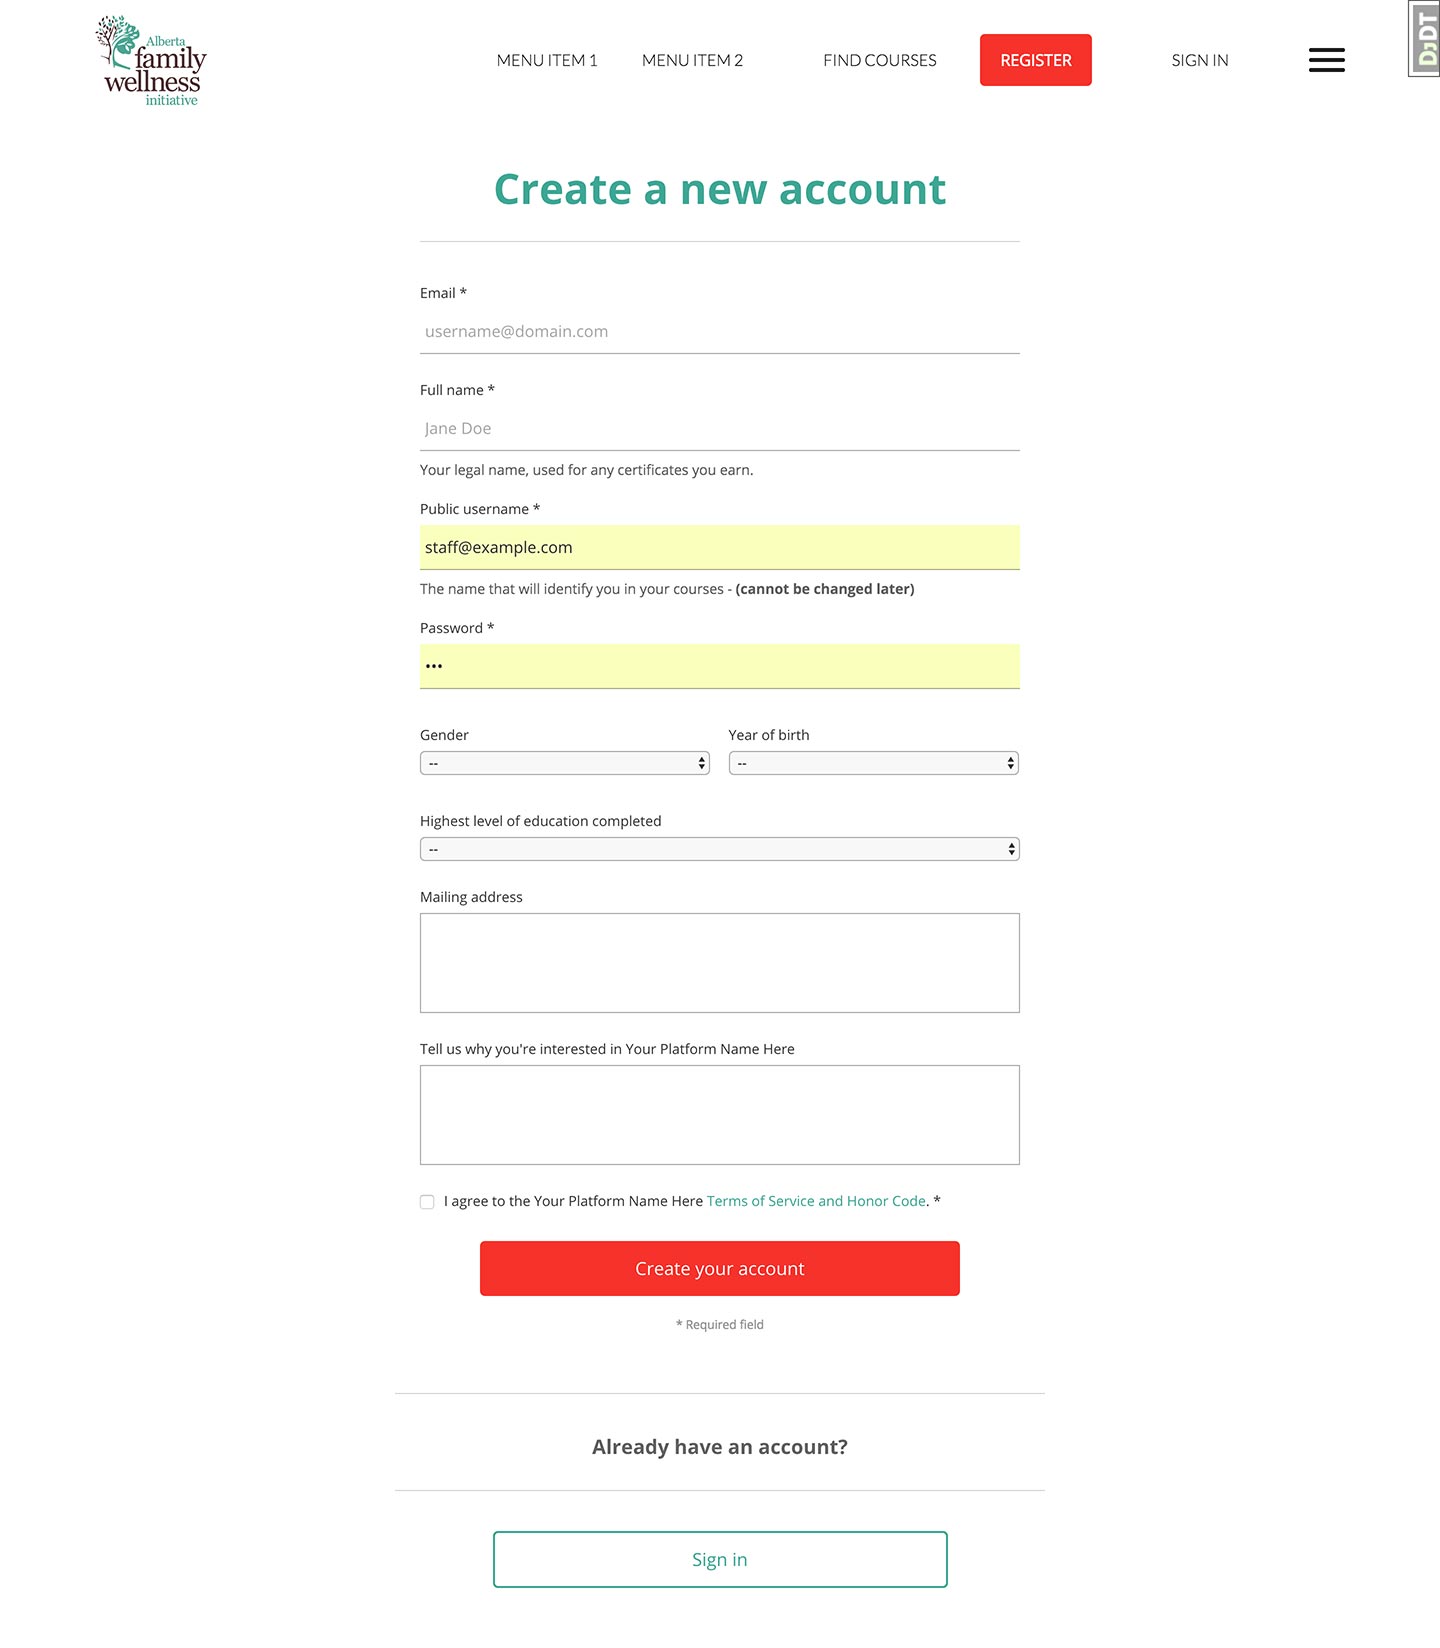 Alberta
family
wellness
initiative
MENU ITEM 1
MENU ITEM 2
FIND COURSES
REGISTER
SIGN IN
DjDT
Create a new account
Email *
username@domain.com
Full name *
Jane Doe
Your legal name, used for any certificates you earn.
Public username *
staff@example.com
The name that will identify you in your courses - (cannot be changed later)
Password *
•••
Gender
Year of birth
--
--
Highest level of education completed
--
Mailing address
Tell us why you're interested in Your Platform Name Here
I agree to the Your Platform Name Here Terms of Service and Honor Code. *
Create your account
* Required field
Already have an account?
Sign in